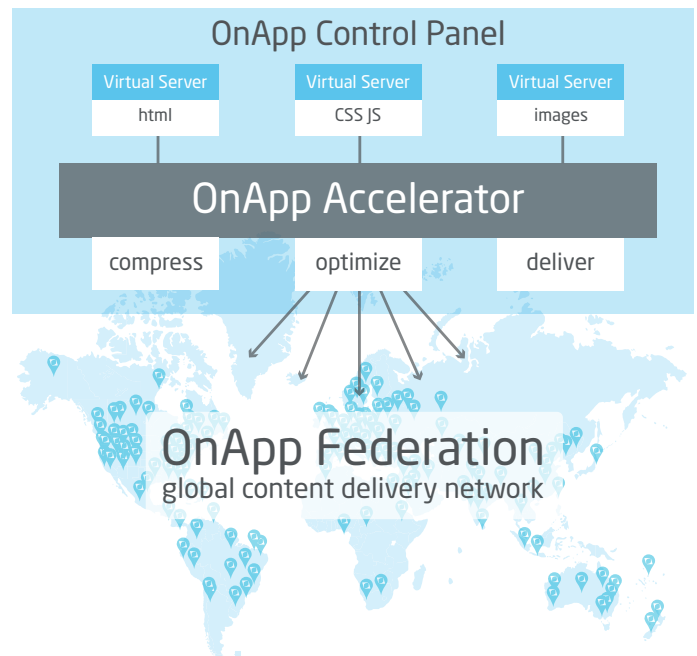 OnApp Control Panel
Virtual Server
html
Virtual Server
CSS JS
Virtual Server
images
OnApp Accelerator
compress
optimize
deliver
OnApp Federation
global content delivery network